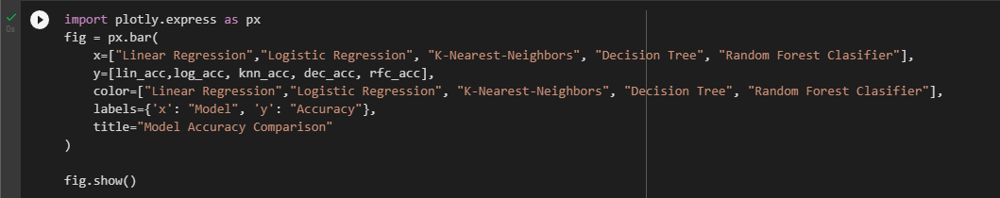 0s
import plotly.express as px
fig = px.bar(
    x=["Linear Regression","Logistic Regression", "K-Nearest-Neighbors", "Decision Tree", "Random Forest Clasifier"],
    y=[lin_acc,log_acc, knn_acc, dec_acc, rfc_acc],
    color=["Linear Regression","Logistic Regression", "K-Nearest-Neighbors", "Decision Tree", "Random Forest Clasifier"],
    labels={'x': "Model", 'y': "Accuracy"},
    title="Model Accuracy Comparison"
)
fig.show()